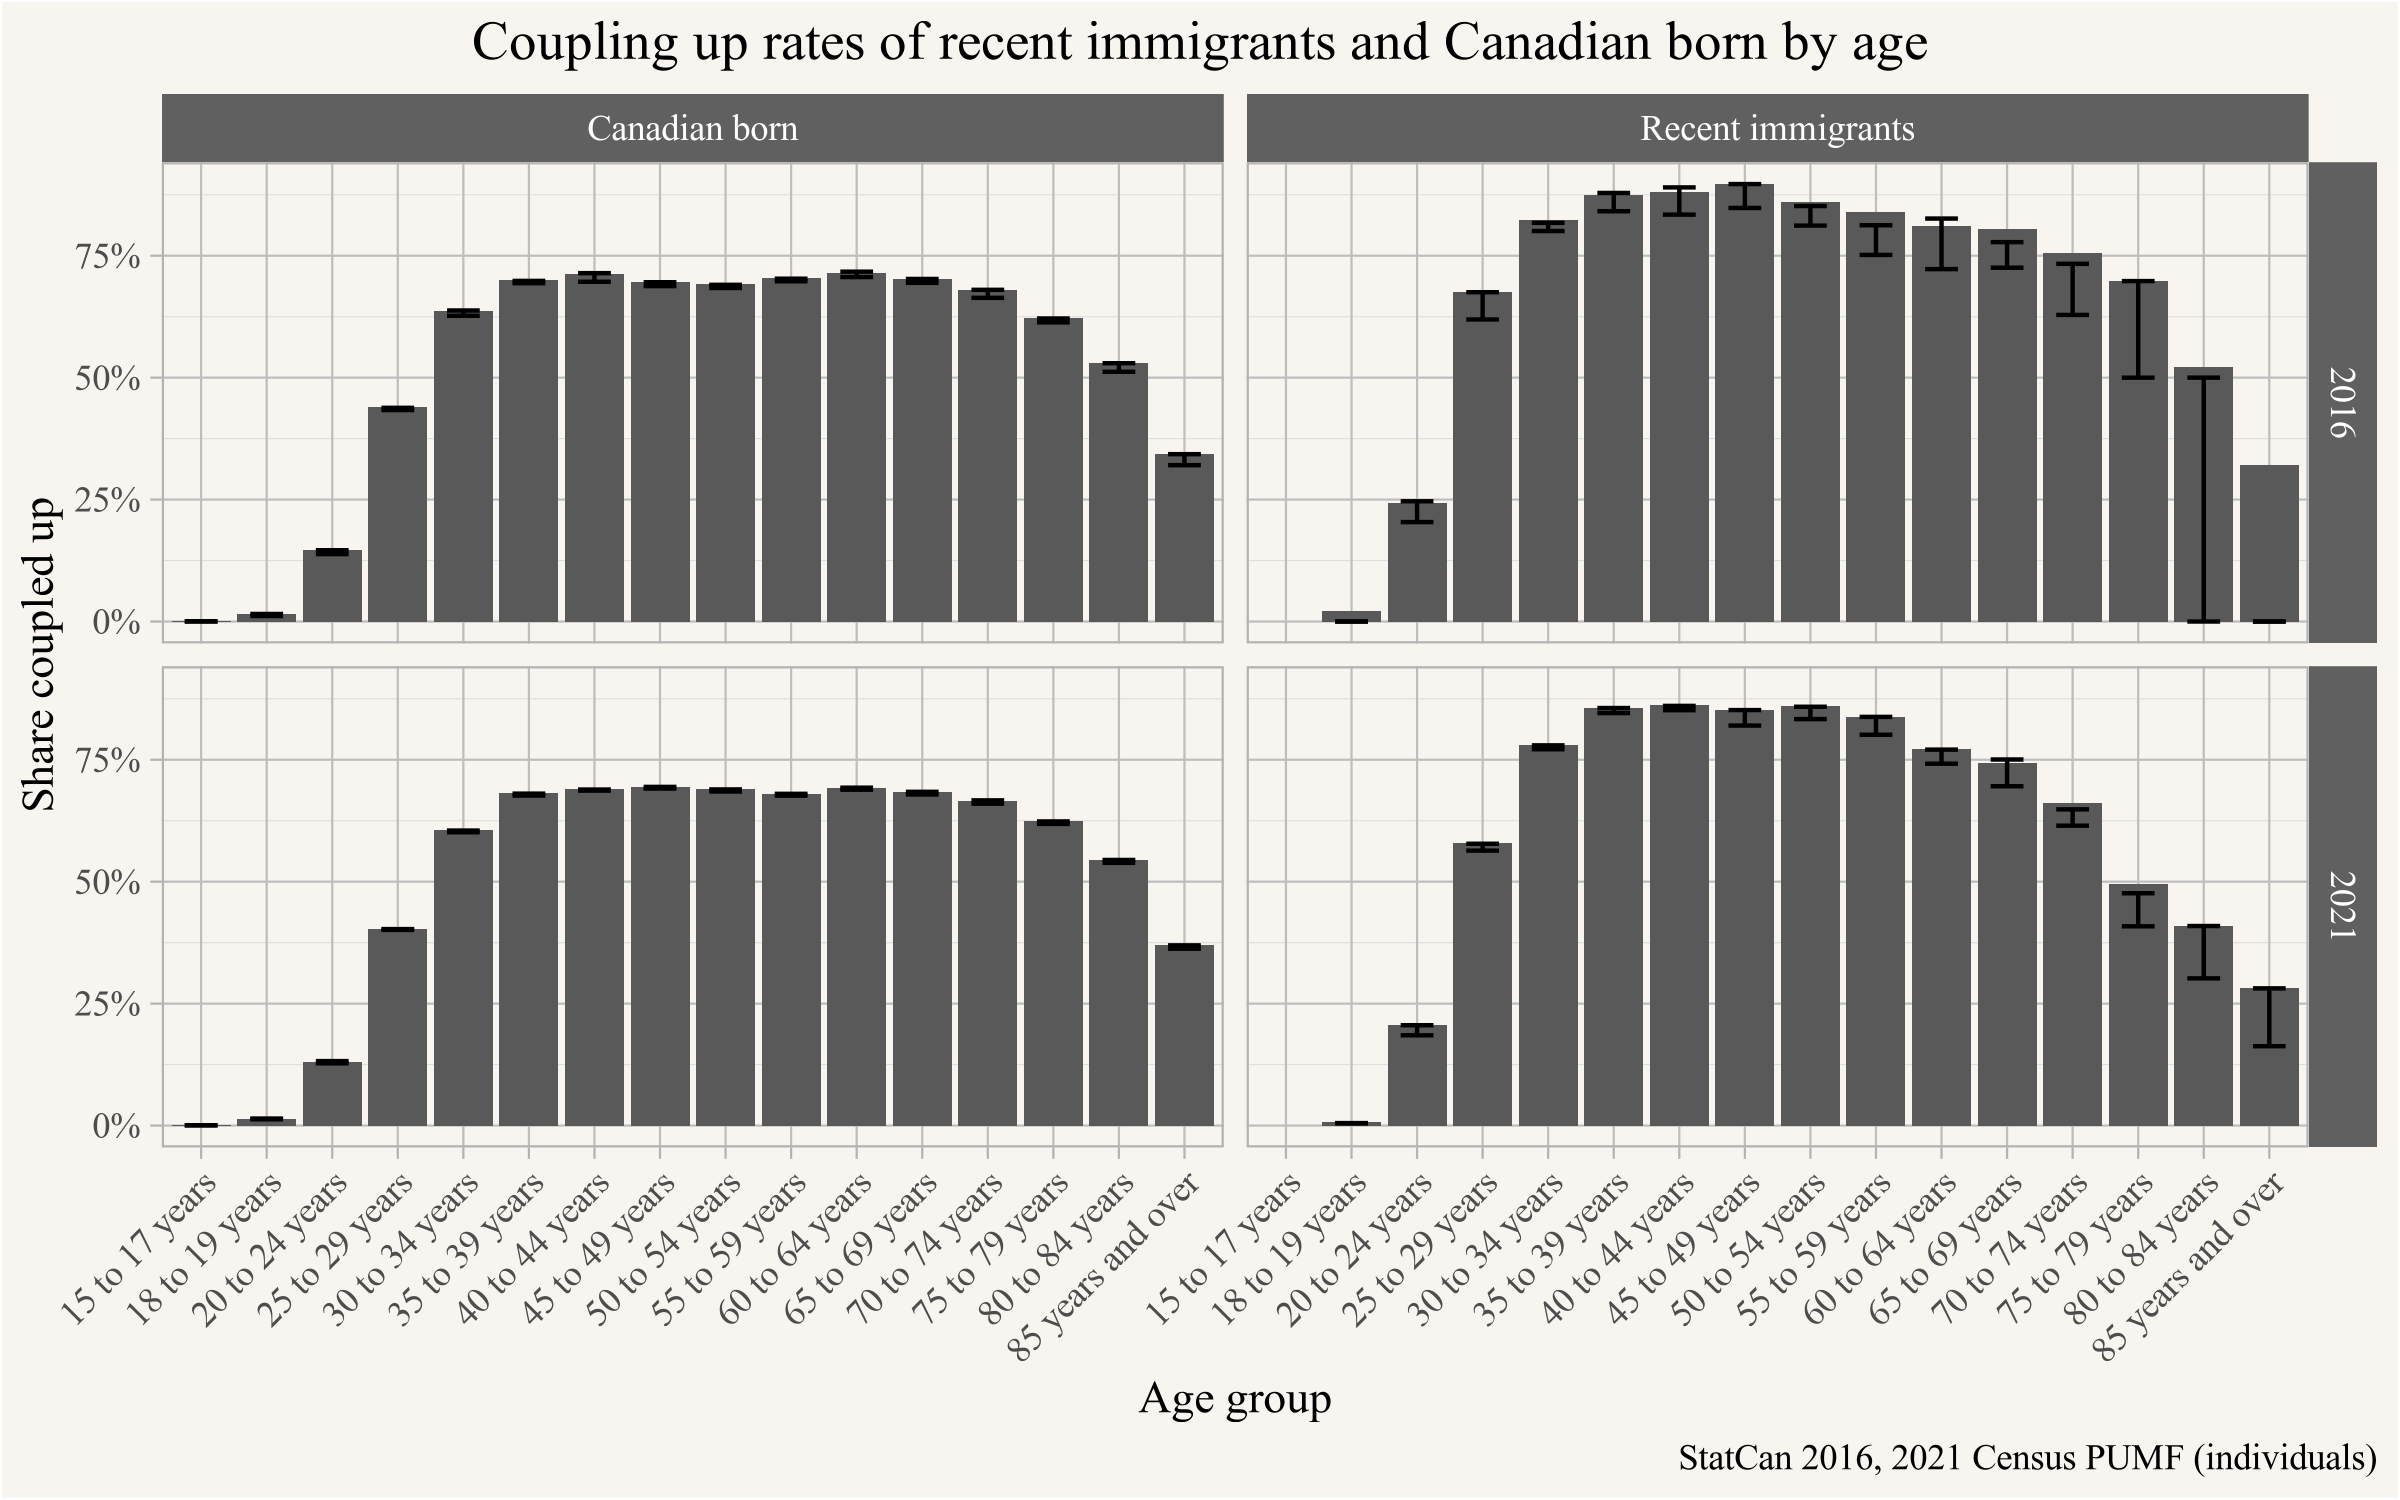 Coupling up rates of recent immigrants and Canadian born by age
Canadian born
Recent immigrants
75%
50%
25%
0%
2016
75%
50%
25%
0%
2021
Share coupled up
15 to 17 years
18 to 19 years
20 to 24 years
25 to 29 years
30 to 34 years
35 to 39 years
40 to 44 years
45 to 49 years
50 to 54 years
55 to 59 years
60 to 64 years
65 to 69 years
70 to 74 years
75 to 79 years
80 to 84 years
85 years and over
15 to 17 years
18 to 19 years
20 to 24 years
25 to 29 years
30 to 34 years
35 to 39 years
40 to 44 years
45 to 49 years
50 to 54 years
55 to 59 years
60 to 64 years
65 to 69 years
70 to 74 years
75 to 79 years
80 to 84 years
85 years and over
Age group
StatCan 2016, 2021 Census PUMF (individuals)